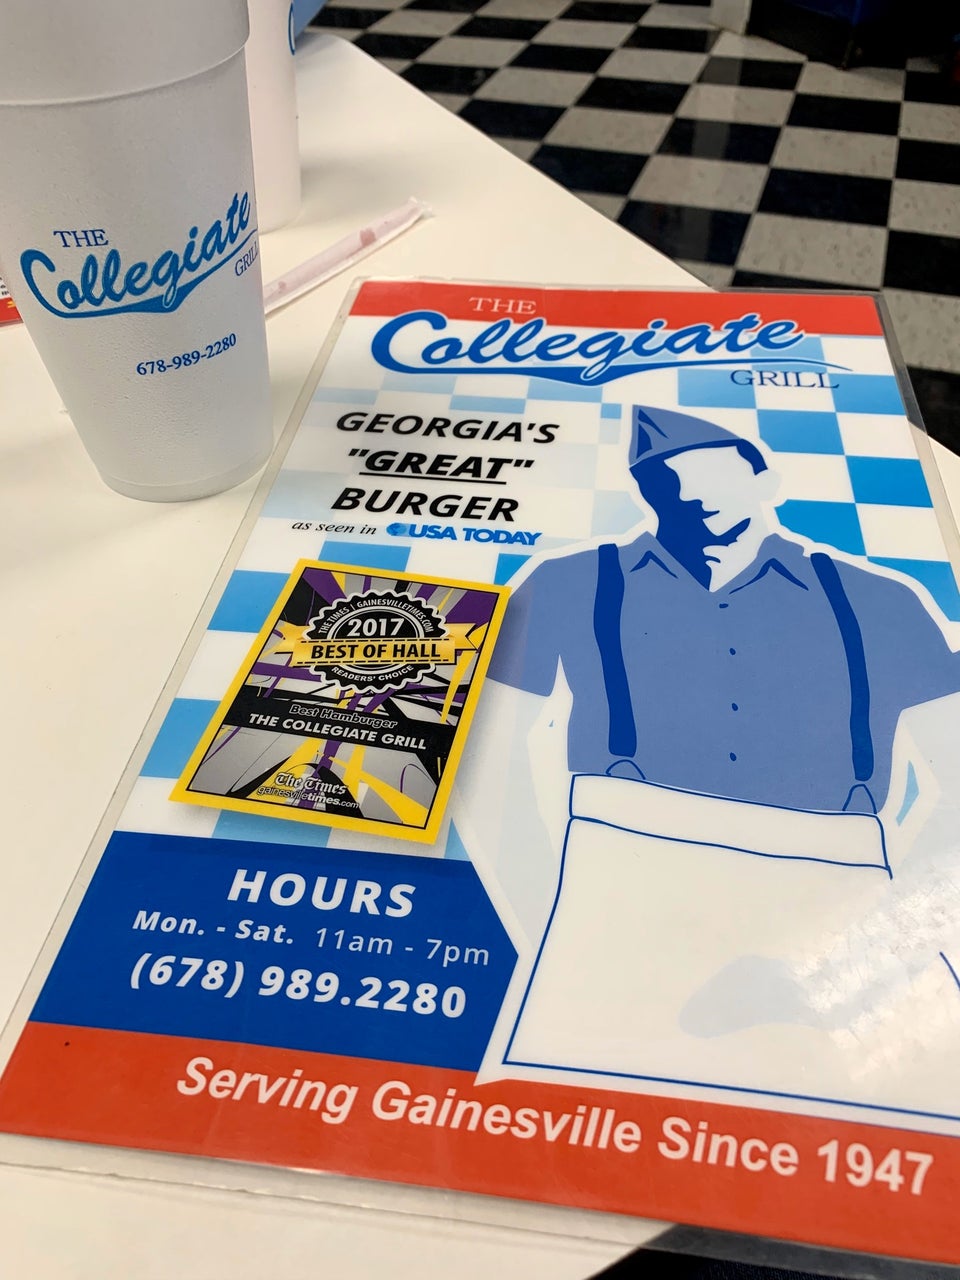 THE
Collegiate
GRILL
678-989-2280
THE
Collegiate
GRILL
GEORGIA'S
"GREAT"
BURGER
as seen in USA TODAY
THE TIMES | GAINESVILLETIMES.COM
2017
BEST OF HALL
READERS' CHOICE
Best Hamburger
THE COLLEGIATE GRILL
The Times
gainesvilletimes.com
HOURS
Mon. - Sat. 11am - 7pm
(678) 989.2280
Serving Gainesville Since 1947